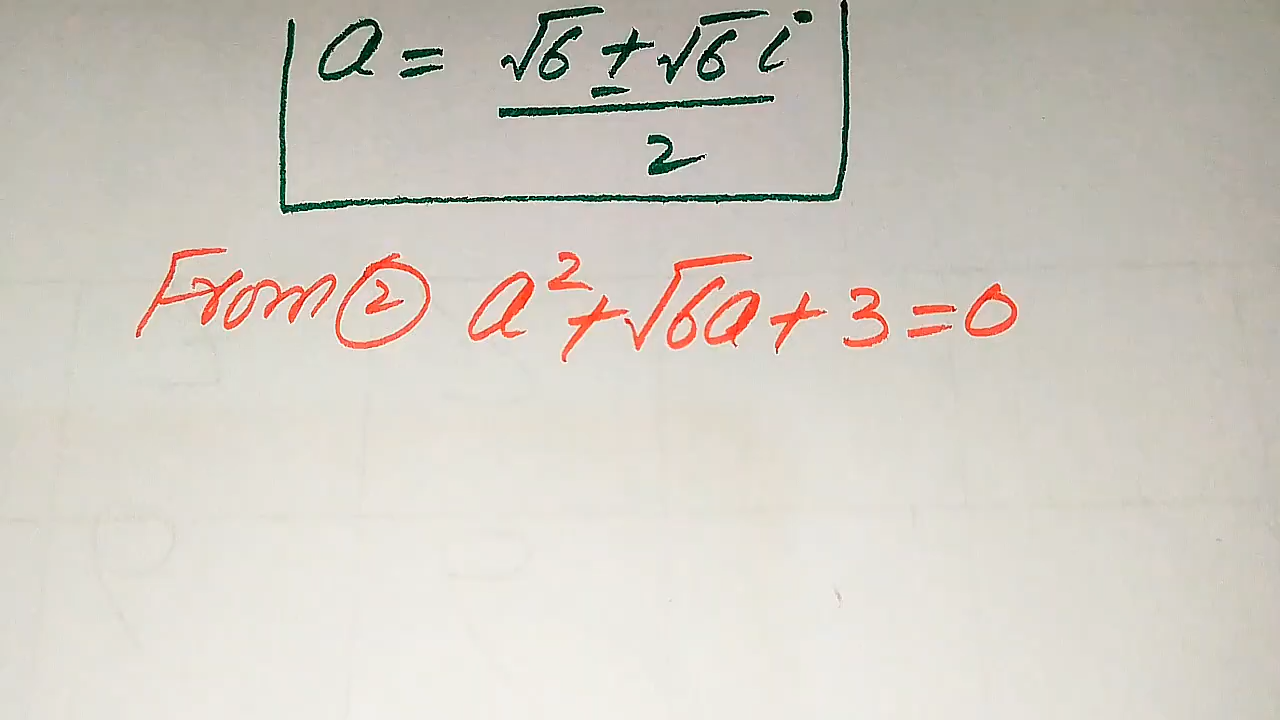 a = √6 ± √6 i
2
From ② a² + √6a + 3 = 0